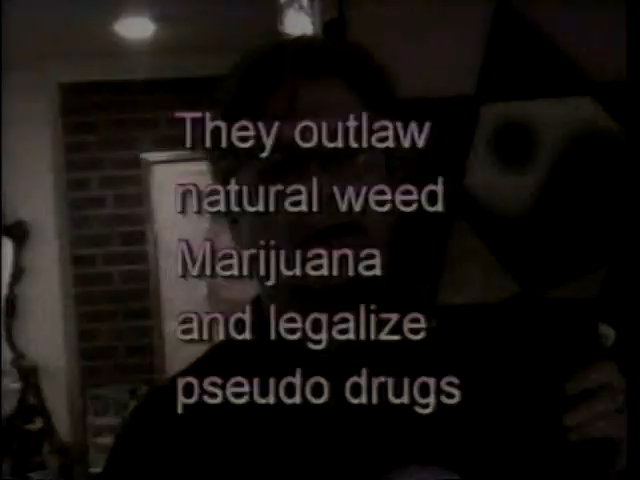 They outlaw
natural weed
Marijuana
and legalize
pseudo drugs